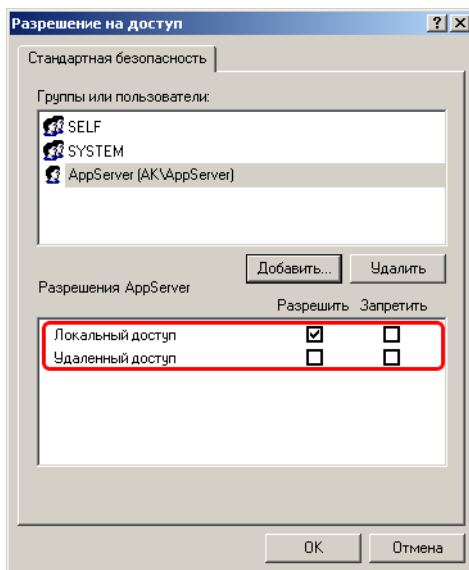 Разрешение на доступ
Стандартная безопасность
Группы или пользователи:
SELF
SYSTEM
AppServer (AK\AppServer)
Добавить... Удалить
Разрешения AppServer
Разрешить Запретить
Локальный доступ
Удаленный доступ
OK Отмена